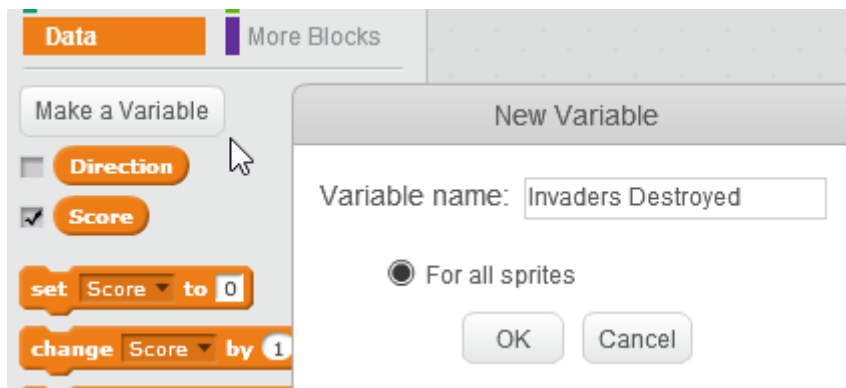 Data
More Blocks
Make a Variable
Direction
Score
set Score to 0
change Score by 1
New Variable
Variable name: Invaders Destroyed
For all sprites
OK Cancel